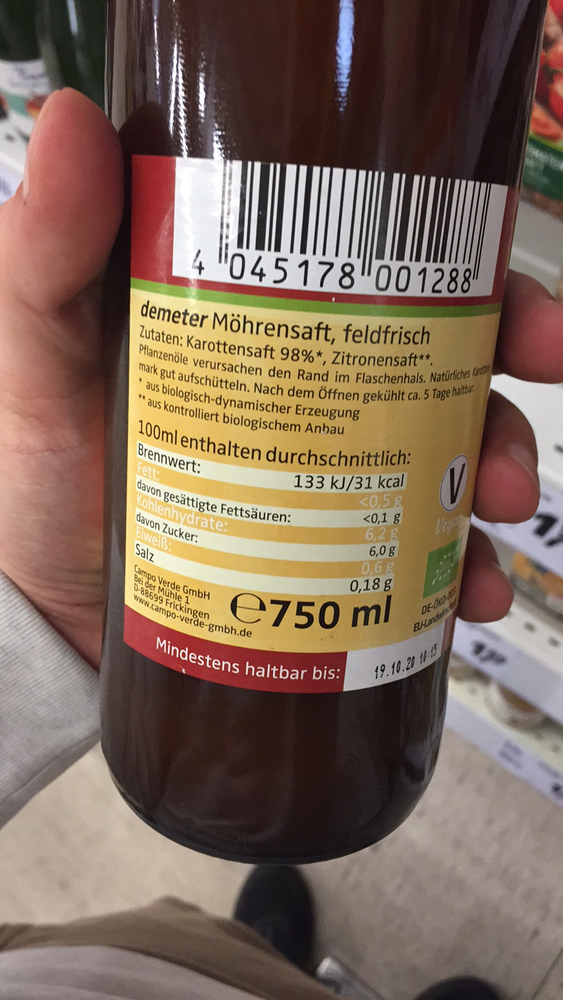 4 045178 001288
demeter Möhrensaft, feldfrisch
Zutaten: Karottensaft 98%*, Zitronensaft**.
Pflanzenöle verursachen den Rand im Flaschenhals. Natürliches
mark gut aufschütteln. Nach dem Öffnen gekühlt ca. 5 Tage haltbar.
* aus biologisch-dynamischer Erzeugung
** aus kontrolliert biologischem Anbau
100ml enthalten durchschnittlich:
Brennwert: 133 kJ/31 kcal
Fett: <0,5 g
davon gesättigte Fettsäuren: <0,1 g
Kohlenhydrate: 6,2 g
davon Zucker: 6,0 g
Eiweiß: 0,6 g
Salz 0,18 g
V
Campo Verde GmbH
Bei der Mühle 1
D-88699 Frickingen
www.campo-verde-gmbh.de
℮750 ml
Mindestens haltbar bis: 19.10.20